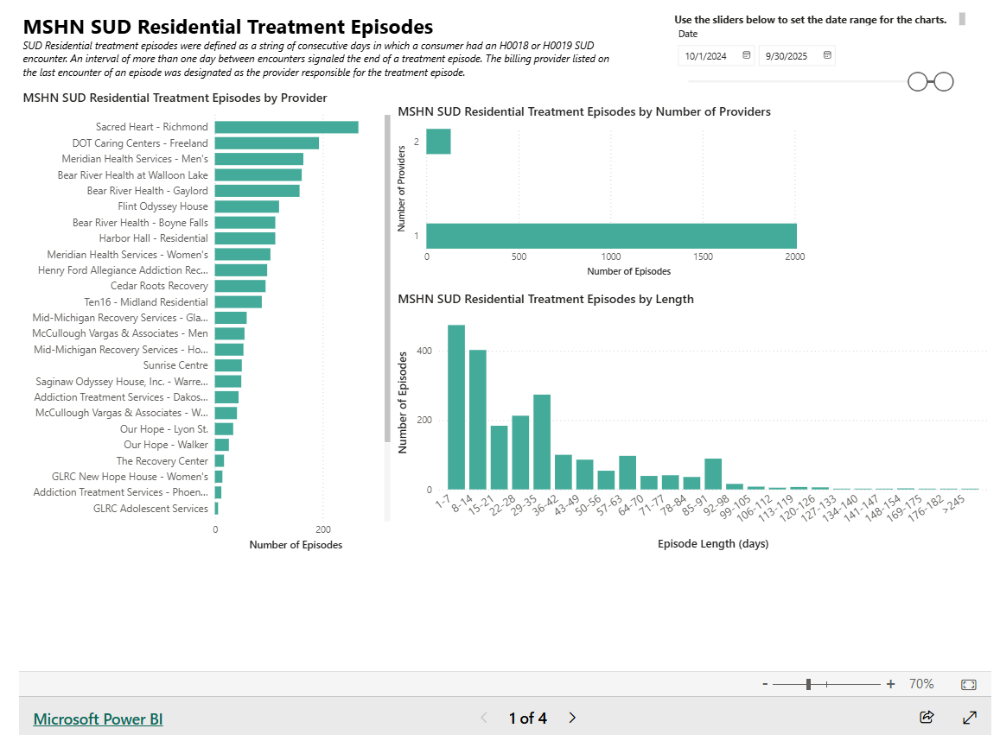 MSHN SUD Residential Treatment Episodes
SUD Residential treatment episodes were defined as a string of consecutive days in which a consumer had an H0018 or H0019 SUD
encounter. An interval of more than one day between encounters signaled the end of a treatment episode. The billing provider listed on
the last encounter of an episode was designated as the provider responsible for the treatment episode.
Use the sliders below to set the date range for the charts.
Date
10/1/2024
9/30/2025
MSHN SUD Residential Treatment Episodes by Provider
Sacred Heart - Richmond
DOT Caring Centers - Freeland
Meridian Health Services - Men's
Bear River Health at Walloon Lake
Bear River Health - Gaylord
Flint Odyssey House
Bear River Health - Boyne Falls
Harbor Hall - Residential
Meridian Health Services - Women's
Henry Ford Allegiance Addiction Rec...
Cedar Roots Recovery
Ten16 - Midland Residential
Mid-Michigan Recovery Services - Gla...
McCullough Vargas & Associates - Men
Mid-Michigan Recovery Services - Ho...
Sunrise Centre
Saginaw Odyssey House, Inc. - Warre...
Addiction Treatment Services - Dakos...
McCullough Vargas & Associates - W...
Our Hope - Lyon St.
Our Hope - Walker
The Recovery Center
GLRC New Hope House - Women's
Addiction Treatment Services - Phoen...
GLRC Adolescent Services
0
200
Number of Episodes
MSHN SUD Residential Treatment Episodes by Number of Providers
Number of Providers
2
1
0
500
1000
1500
2000
Number of Episodes
MSHN SUD Residential Treatment Episodes by Length
Number of Episodes
400
200
0
1-7
8-14
15-21
22-28
29-35
36-42
43-49
50-56
57-63
64-70
71-77
78-84
85-91
92-98
99-105
106-112
113-119
120-126
127-133
134-140
141-147
148-154
169-175
176-182
>245
Episode Length (days)
- + 70%
Microsoft Power BI
1 of 4